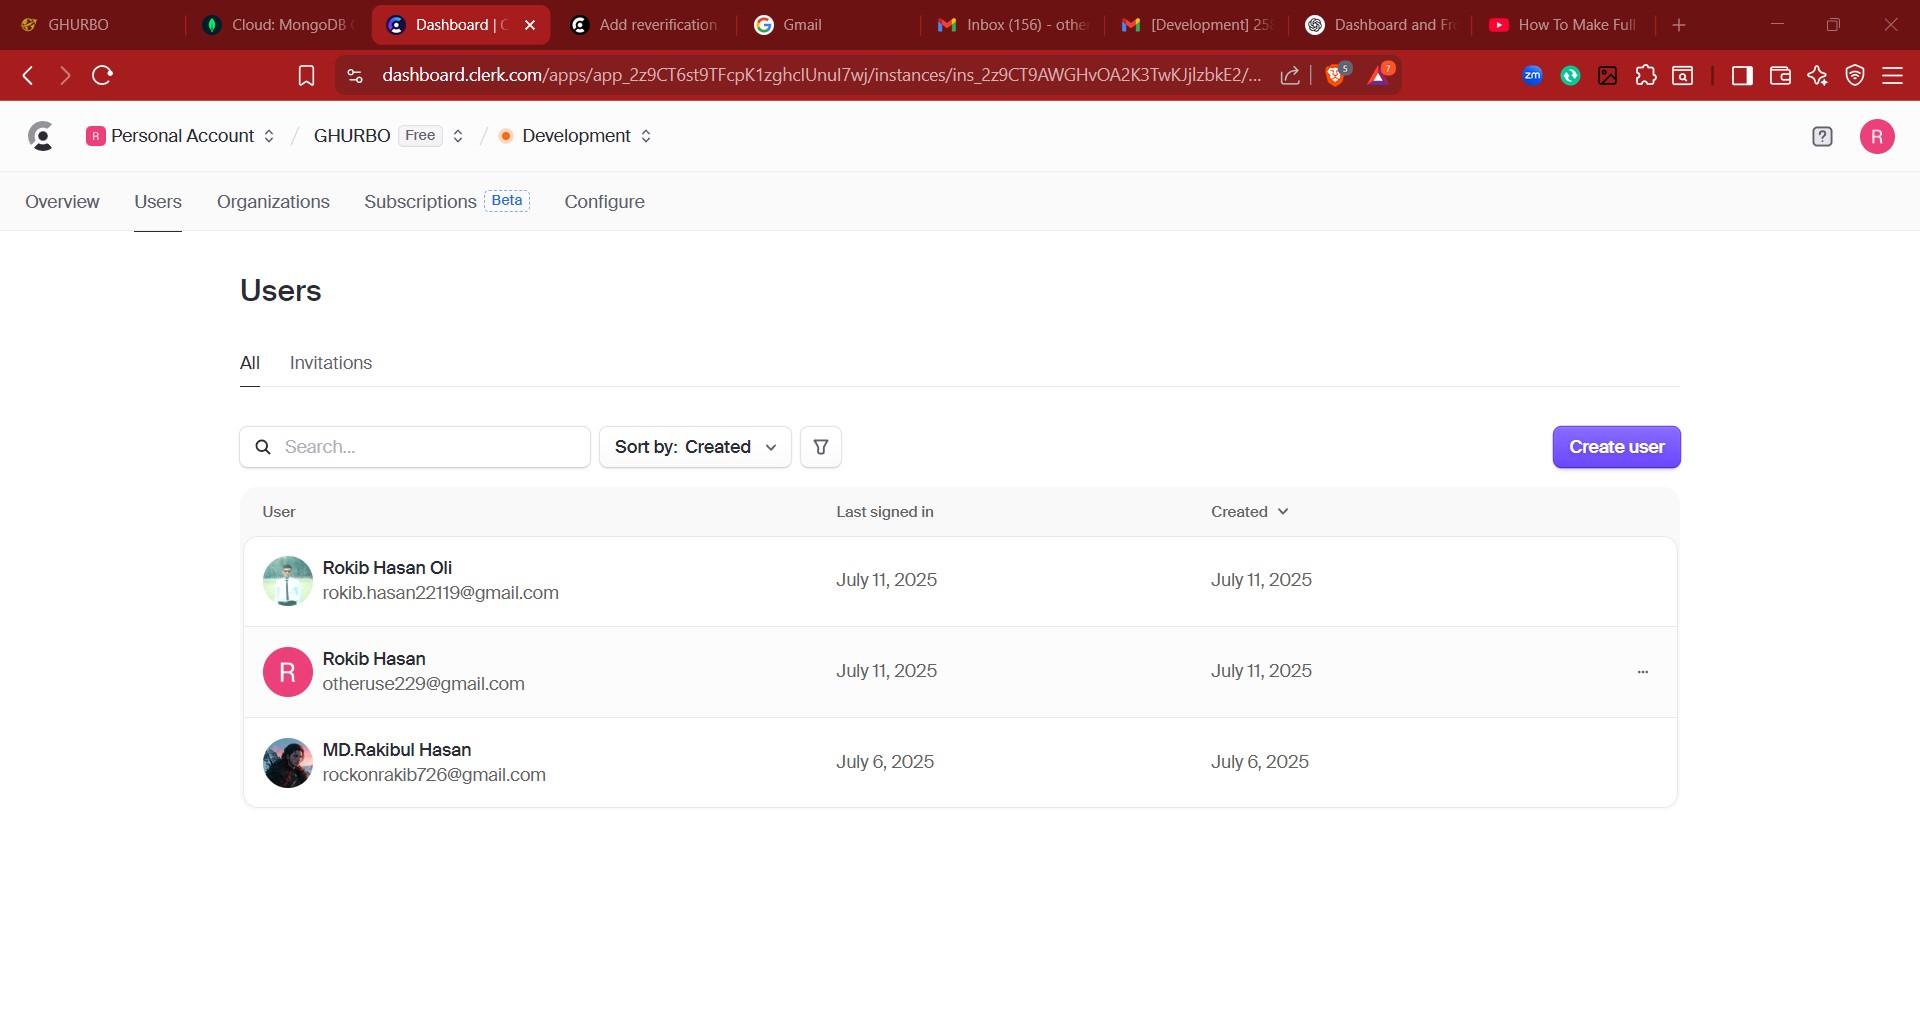 GHURBO
Cloud: MongoDB
Dashboard |
Add reverification
Gmail
Inbox (156) - othe
[Development] 25
Dashboard and Fr
How To Make Full
dashboard.clerk.com/apps/app_2z9CT6st9TFcpK1zghclUnul7wj/instances/ins_2z9CT9AWGHvOA2K3TwKJjlzbkE2/...
5
7
zm
R Personal Account / GHURBO Free / Development
?
R
Overview
Users
Organizations
Subscriptions Beta
Configure
Users
All
Invitations
Search...
Sort by: Created
Create user
User
Last signed in
Created
Rokib Hasan Oli
rokib.hasan22119@gmail.com
July 11, 2025
July 11, 2025
R
Rokib Hasan
otheruse229@gmail.com
July 11, 2025
July 11, 2025
...
MD.Rakibul Hasan
rockonrakib726@gmail.com
July 6, 2025
July 6, 2025